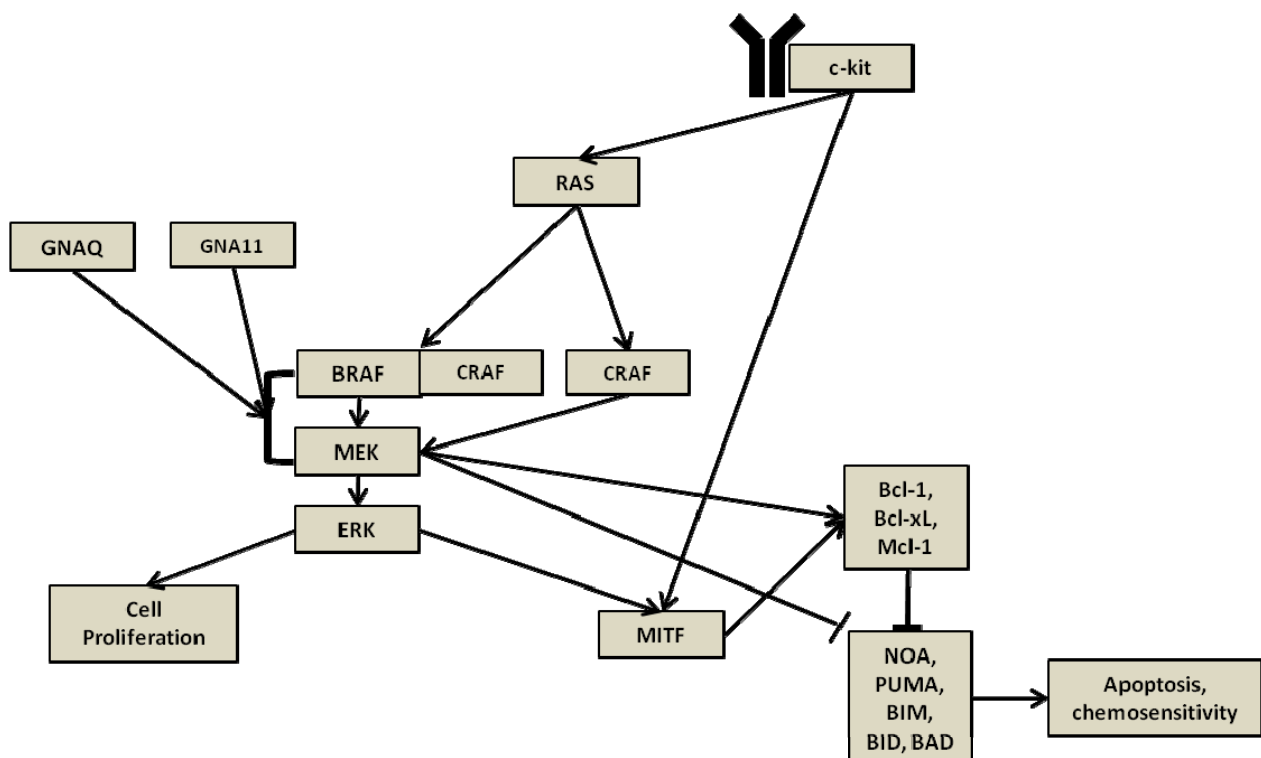 c-kit
RAS
GNAQ
GNA11
BRAF
CRAF
CRAF
MEK
ERK
Bcl-1,
Bcl-xL,
Mcl-1
Cell
Proliferation
MITF
NOA,
PUMA,
BIM,
BID, BAD
Apoptosis,
chemosensitivity